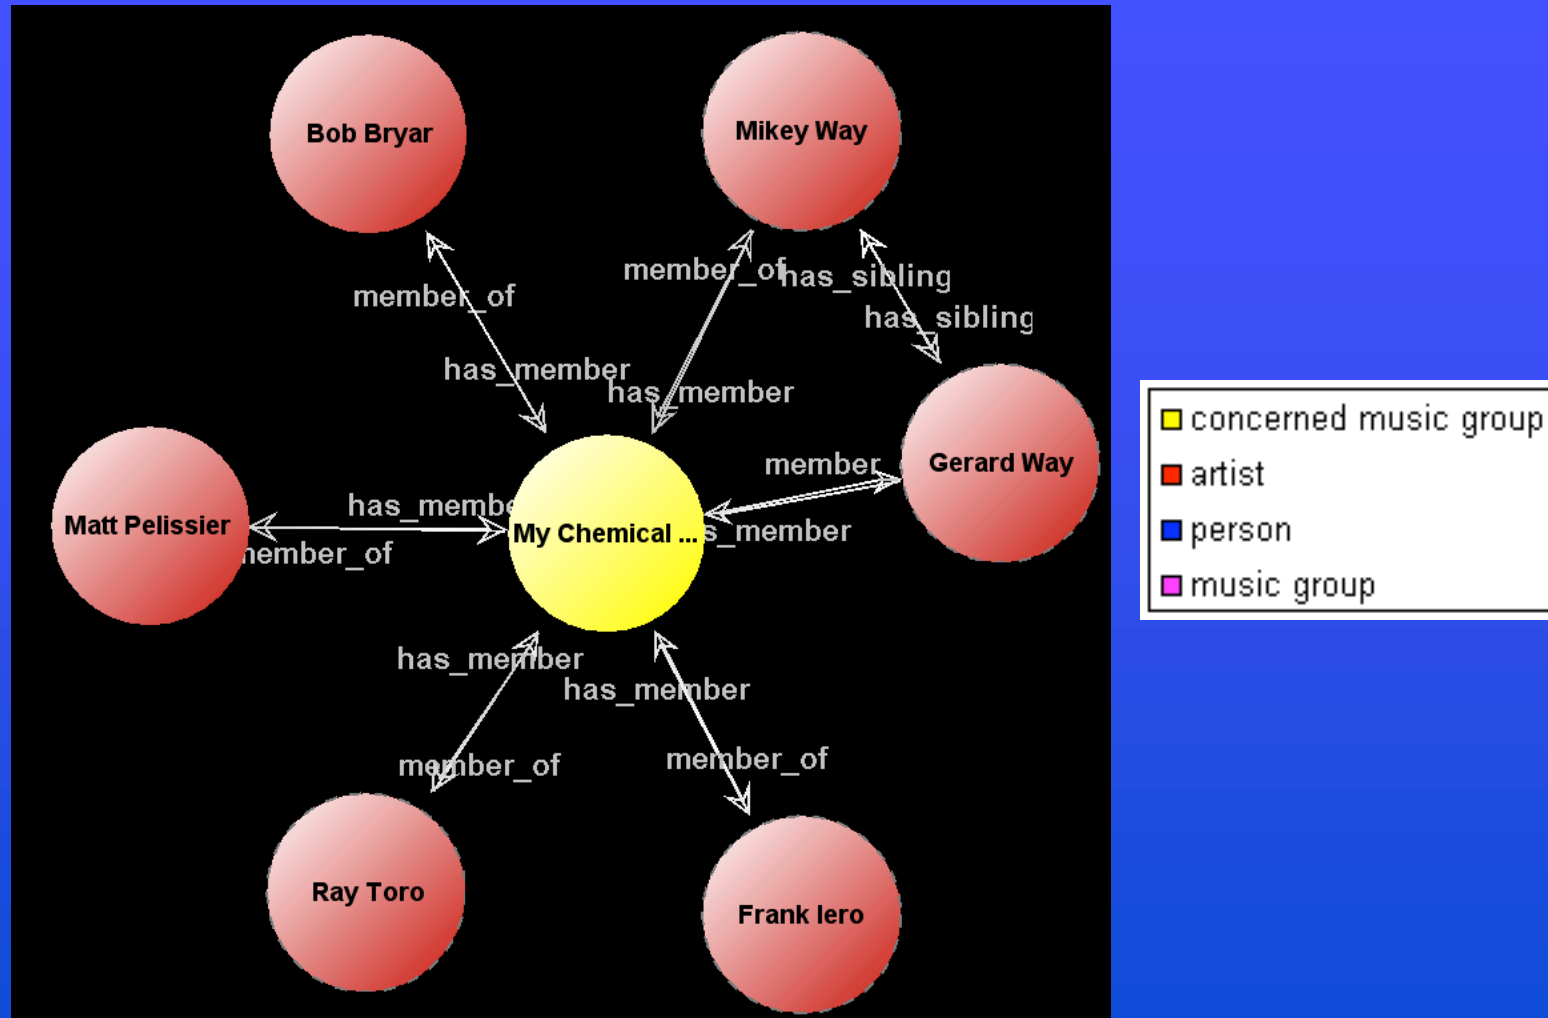 Bob Bryar
Mikey Way
member_of
has_sibling
member_of
has_sibling
has_member
has_member
Gerard Way
member
s_member
Matt Pelissier
has_membe
member_of
My Chemical ...
has_member
has_member
member_of
member_of
Ray Toro
Frank Iero
concerned music group
artist
person
music group